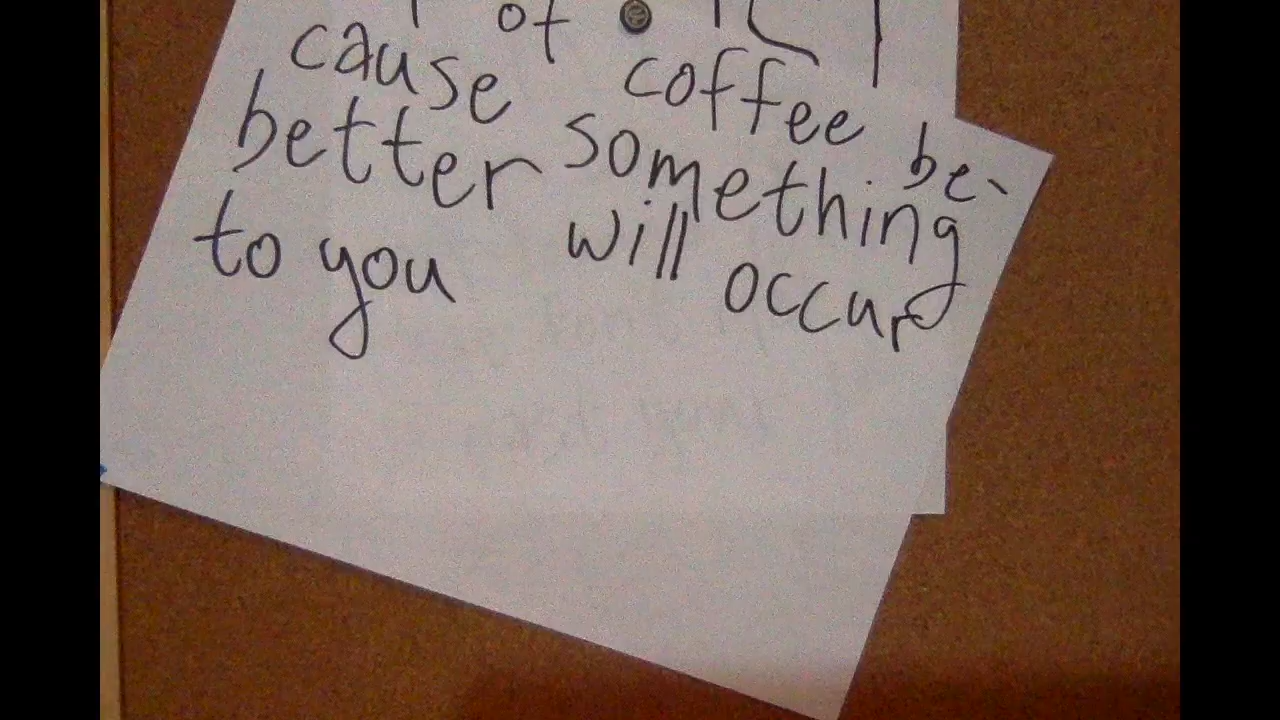 of
coffee be-
cause something
better will occur
to you